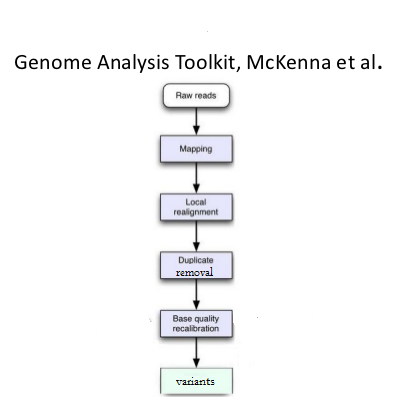 Genome Analysis Toolkit, McKenna et al.
Raw reads
Mapping
Local
realignment
Duplicate
removal
Base quality
recalibration
variants